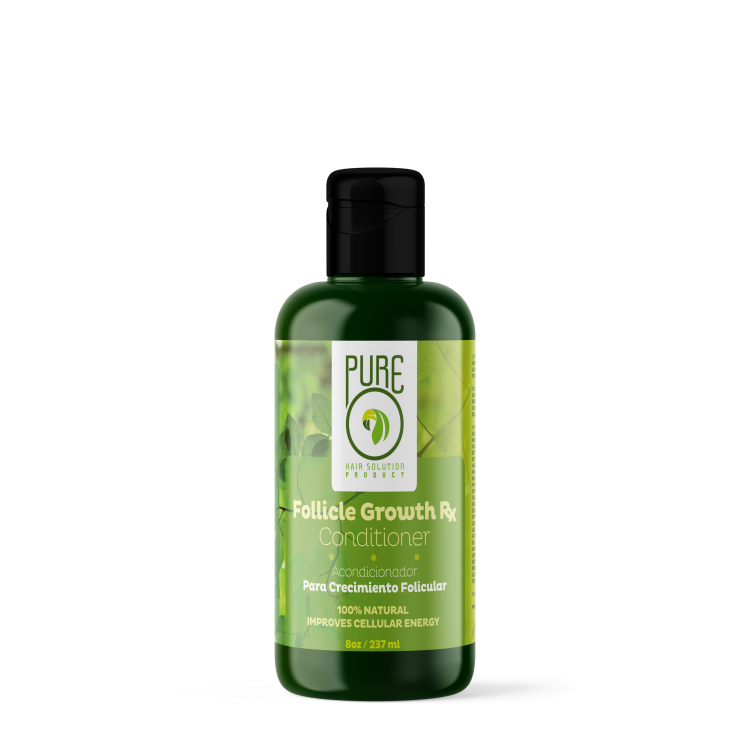 PURE
O
HAIR SOLUTION
PRODUCT
Follicle Growth Rx
Conditioner
Acondicionador
Para Crecimiento Folicular
100% NATURAL
IMPROVES CELLULAR ENERGY
8oz / 237 ml